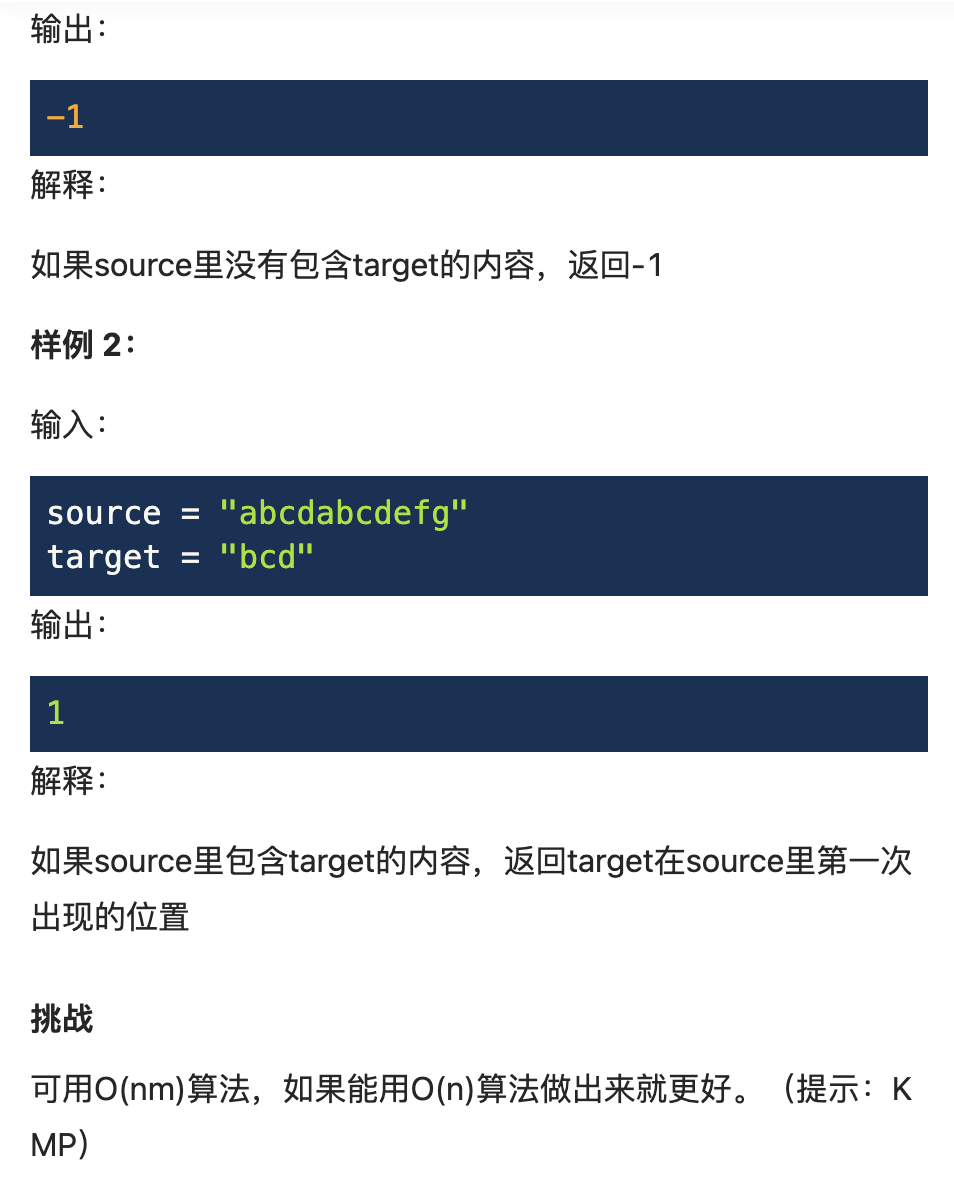 输出：
-1
解释：
如果source里没有包含target的内容，返回-1
样例 2：
输入：
source = "abcdabcdefg"
target = "bcd"
输出：
1
解释：
如果source里包含target的内容，返回target在source里第一次
出现的位置
挑战
可用O(nm)算法，如果能用O(n)算法做出来就更好。（提示：K
MP）